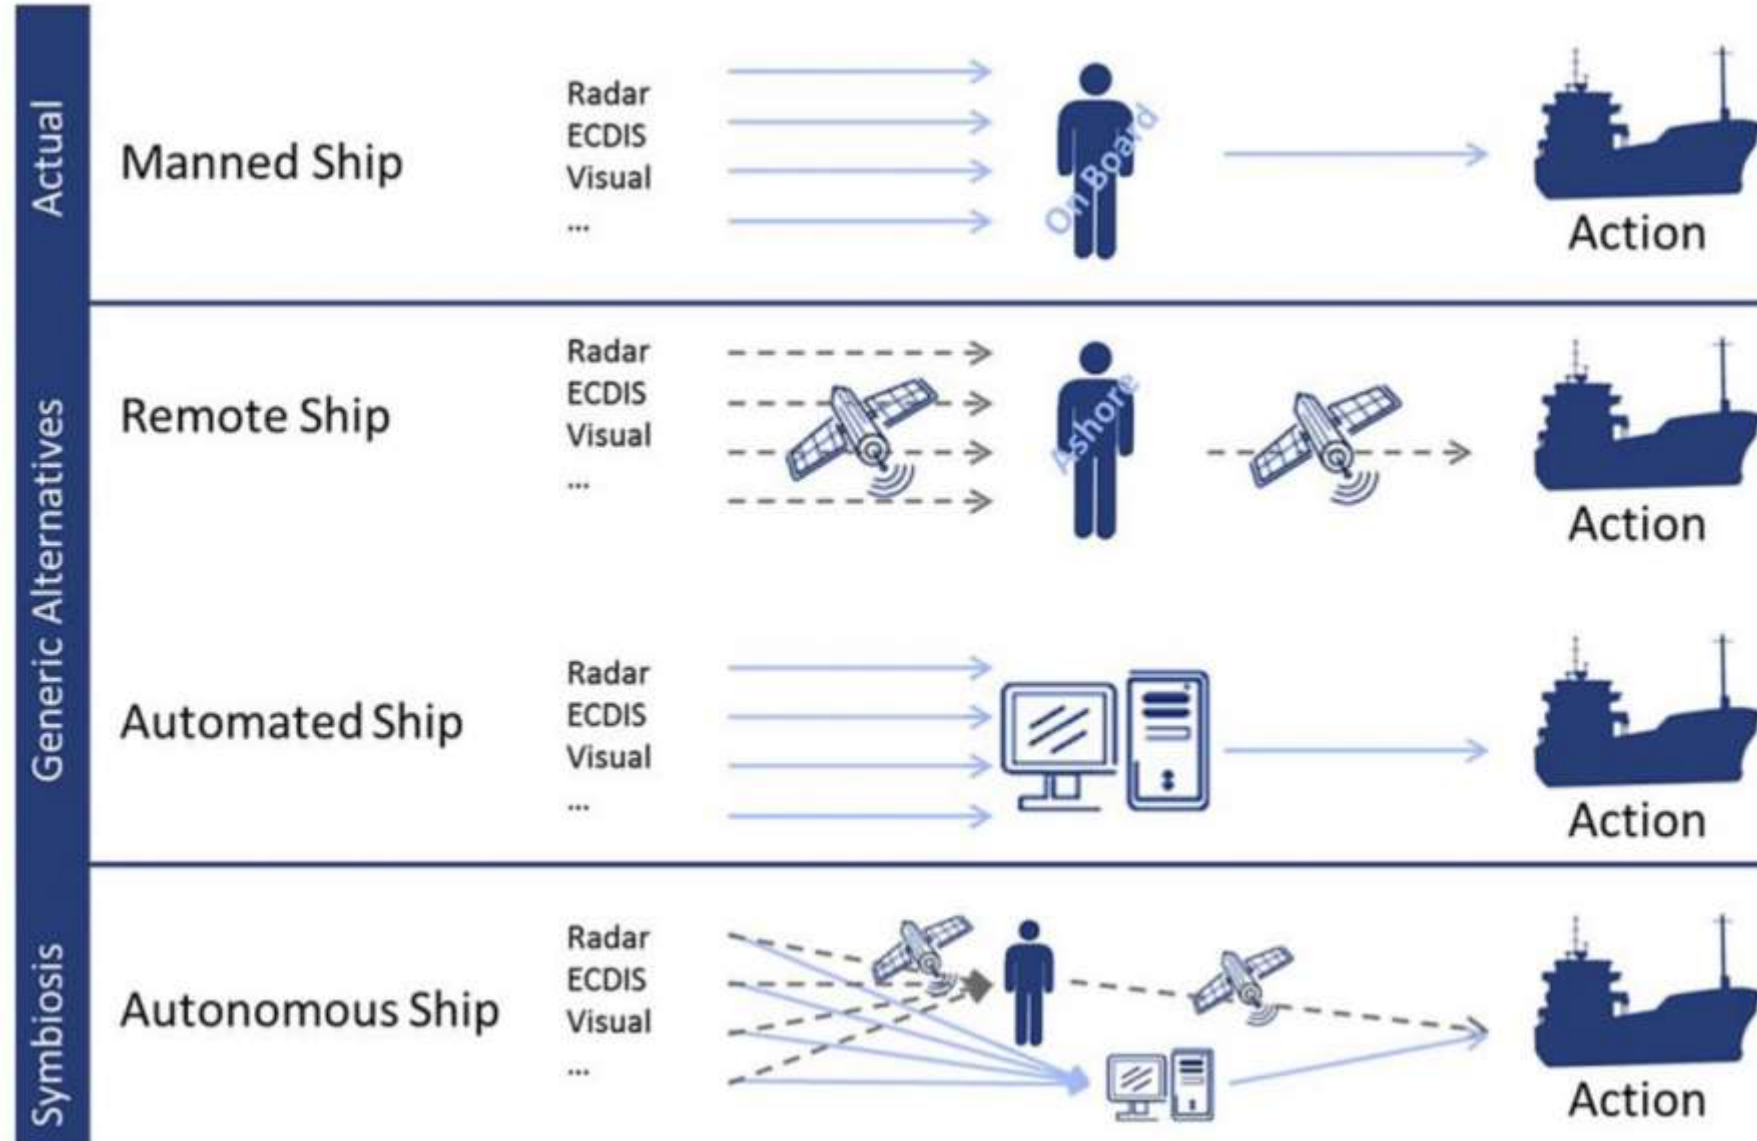 Actual
Manned Ship
Radar
ECDIS
Visual
...
On Board
Action
Generic Alternatives
Remote Ship
Radar
ECDIS
Visual
...
Ashore
Action
Automated Ship
Radar
ECDIS
Visual
...
Action
Symbiosis
Autonomous Ship
Radar
ECDIS
Visual
...
Action